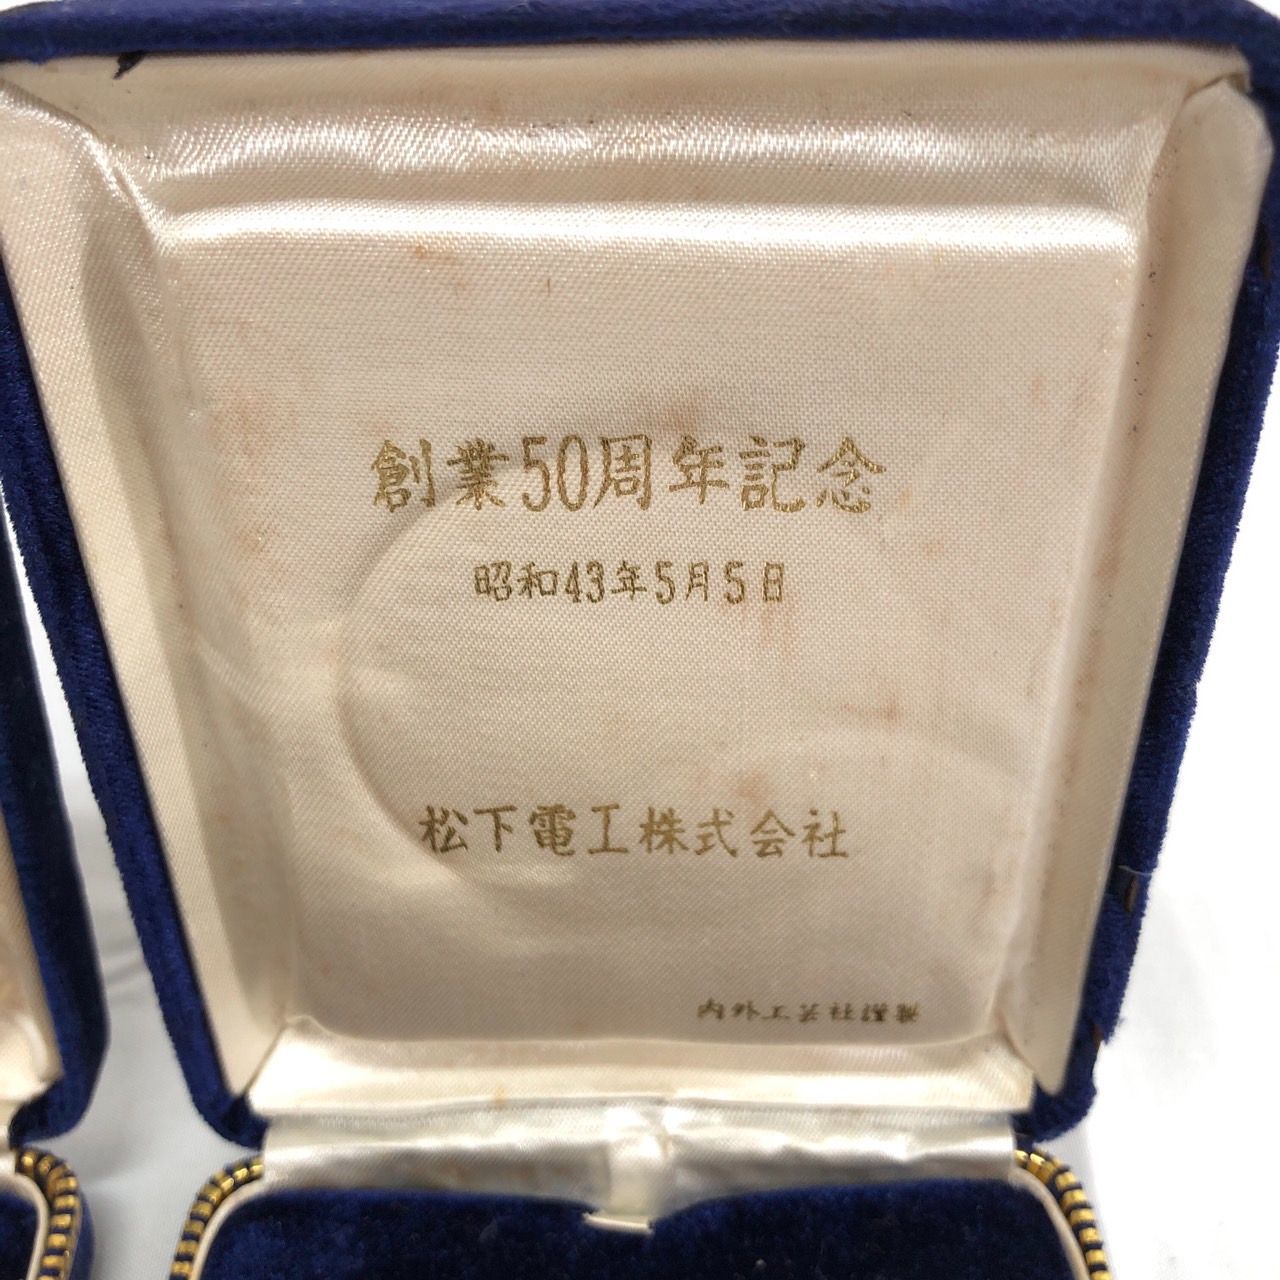 創業50周年記念
昭和43年5月5日
松下電工株式会社
内外工芸社謹製